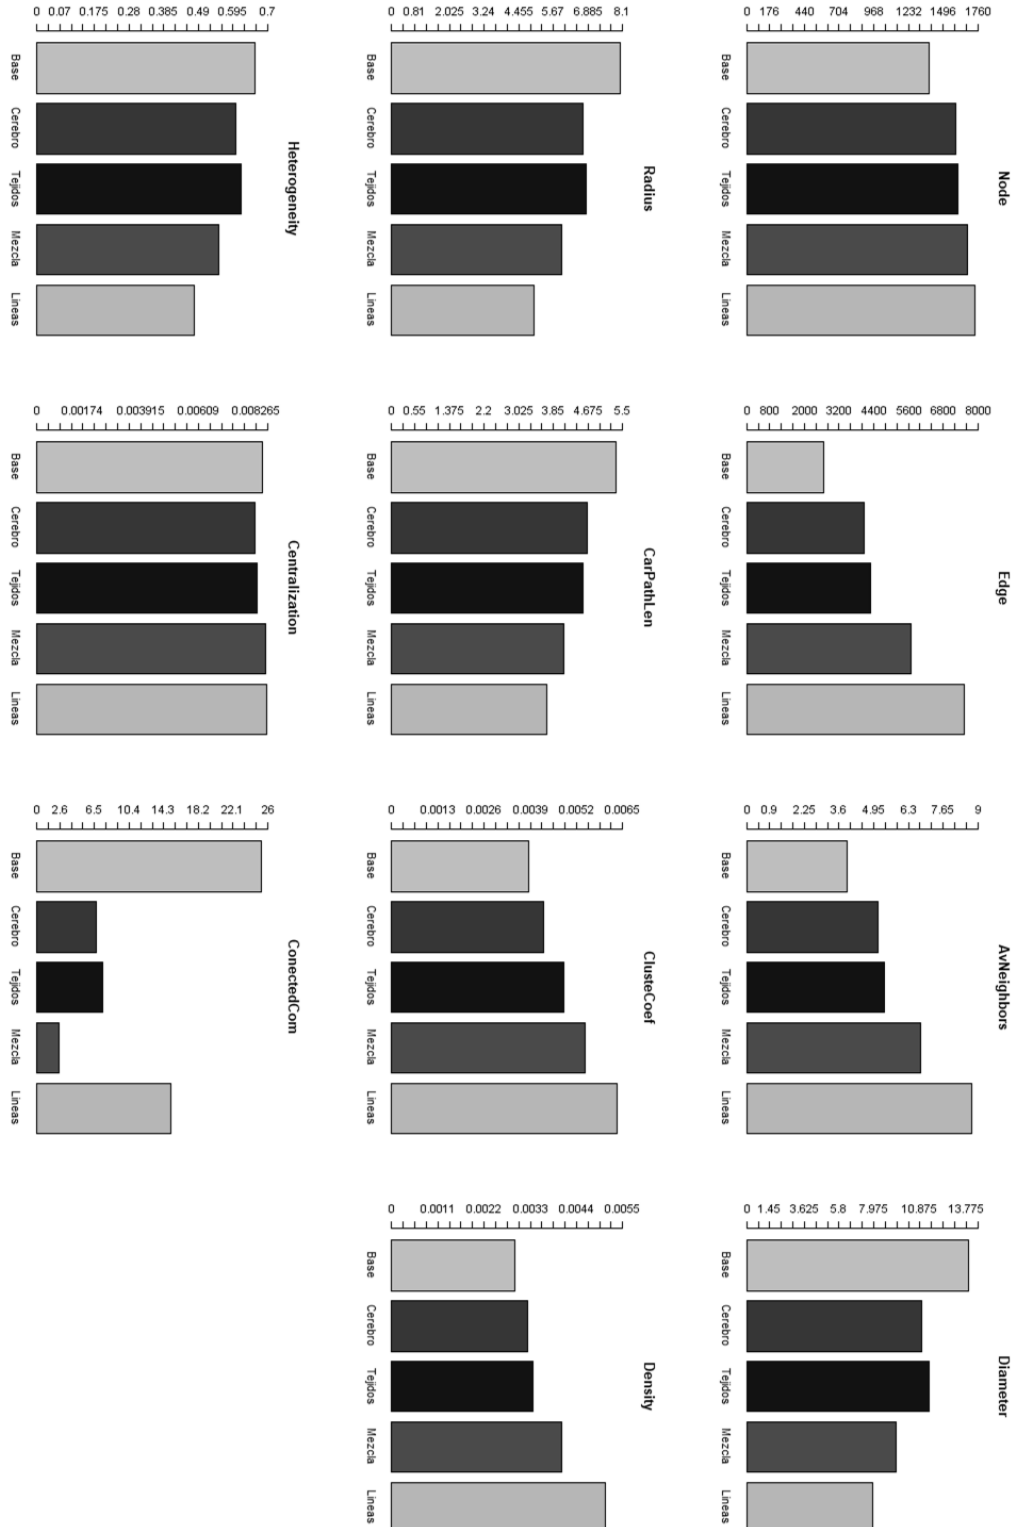 Node
0 176 440 704 968 1232 1496 1760
Base Cerebro Tejidos Mezcla Lineas
Edge
0 800 2000 3200 4400 5600 6800 8000
Base Cerebro Tejidos Mezcla Lineas
AvNeighbors
0 0.9 2.25 3.6 4.95 6.3 7.65 9
Base Cerebro Tejidos Mezcla Lineas
Diameter
0 1.45 3.625 5.8 7.975 10.875 13.775
Base Cerebro Tejidos Mezcla Lineas
Radius
0 0.81 2.025 3.24 4.455 5.67 6.885 8.1
Base Cerebro Tejidos Mezcla Lineas
CarPathLen
0 0.55 1.375 2.2 3.025 3.85 4.675 5.5
Base Cerebro Tejidos Mezcla Lineas
ClusteCoef
0 0.0013 0.0026 0.0039 0.0052 0.0065
Base Cerebro Tejidos Mezcla Lineas
Density
0 0.0011 0.0022 0.0033 0.0044 0.0055
Base Cerebro Tejidos Mezcla Lineas
Heterogeneity
0 0.07 0.175 0.28 0.385 0.49 0.595 0.7
Base Cerebro Tejidos Mezcla Lineas
Centralization
0 0.00174 0.003915 0.00609 0.008265
Base Cerebro Tejidos Mezcla Lineas
ConectedCom
0 2.6 6.5 10.4 14.3 18.2 22.1 26
Base Cerebro Tejidos Mezcla Lineas